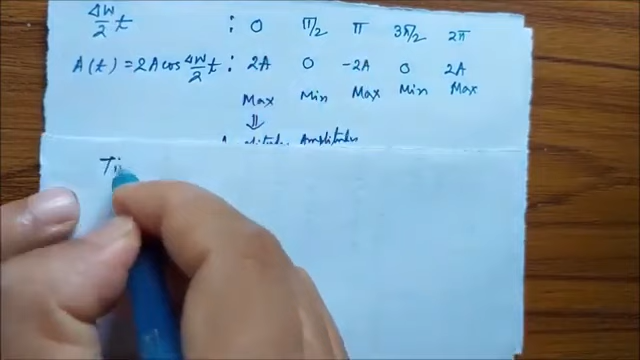 ΔW/2 t : 0 π/2 π 3π/2 2π
A(t) = 2A cos ΔW/2 t : 2A 0 -2A 0 2A
Max Min Max Min Max
⇓
Amplitude
Ti